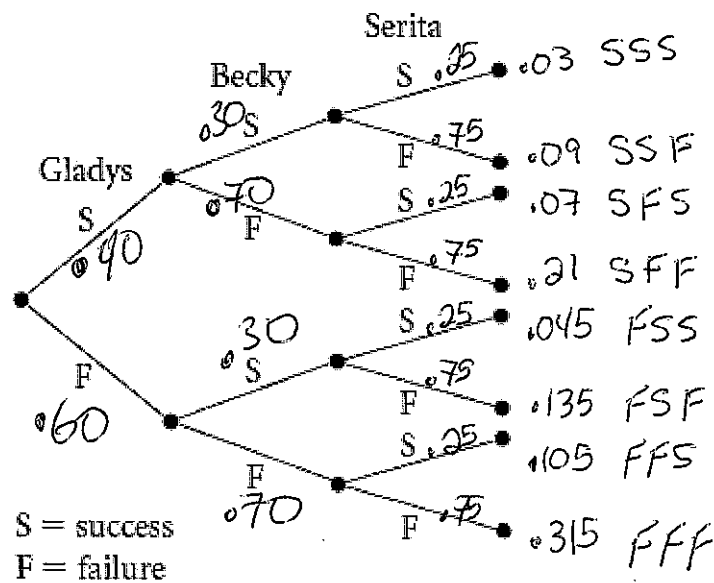 Serita
S .25 .03 SSS
Becky
.30 S
F .75 .09 SSF
Gladys
S .25 .07 SFS
.70
F
S
.40
F .75 .21 SFF
S .25 .045 FSS
.30
S
F .75 .135 FSF
F
.60
S .25 .105 FFS
F
.70
F .75 .315 FFF
S = success
F = failure